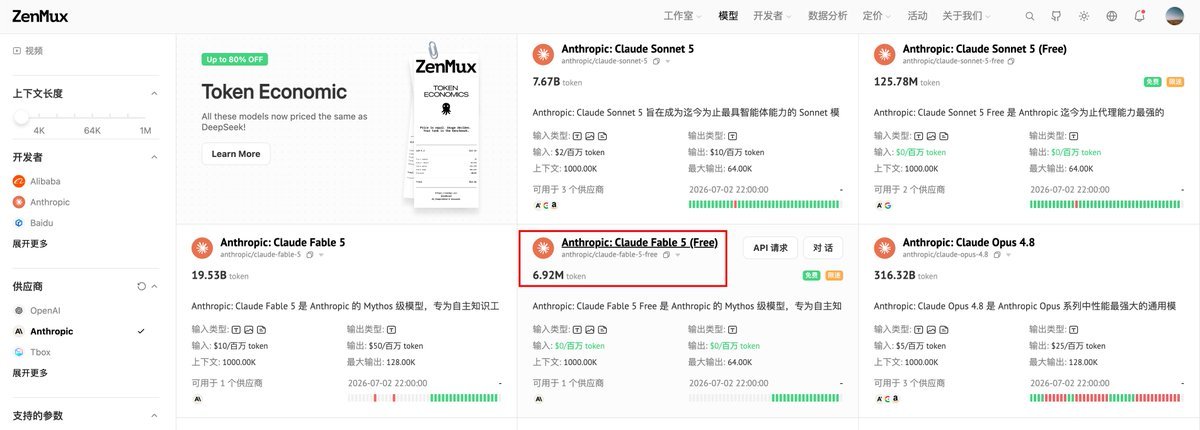 ZenMux
工作室
模型
开发者
数据分析
定价
活动
关于我们
视频
上下文长度
4K 64K 1M
开发者
Alibaba
Anthropic
Baidu
展开更多
供应商
OpenAI
Anthropic
Tbox
展开更多
支持的参数
Up to 80% OFF
Token Economic
All these models now priced the same as
DeepSeek!
Learn More
ZenMux
TOKEN
ECONOMICS
Anthropic: Claude Sonnet 5
anthropic/claude-sonnet-5
7.67B token
Anthropic: Claude Sonnet 5 旨在成为迄今为止最具智能体能力的 Sonnet 模
输入类型: 输出类型:
输入: $2/百万 token 输出: $10/百万 token
上下文: 1000.00K 最大输出: 64.00K
可用于 3 个供应商 2026-07-02 22:00:00 -
Anthropic: Claude Sonnet 5 (Free)
anthropic/claude-sonnet-5-free
125.78M token
免费 限速
Anthropic: Claude Sonnet 5 Free 是 Anthropic 迄今为止代理能力最强的
输入类型: 输出类型:
输入: $0/百万 token 输出: $0/百万 token
上下文: 1000.00K 最大输出: 64.00K
可用于 2 个供应商 2026-07-02 22:00:00 -
Anthropic: Claude Fable 5
anthropic/claude-fable-5
19.53B token
Anthropic: Claude Fable 5 是 Anthropic 的 Mythos 级模型，专为自主知识工
输入类型: 输出类型:
输入: $10/百万 token 输出: $50/百万 token
上下文: 1000.00K 最大输出: 128.00K
可用于 1 个供应商 2026-07-02 22:00:00 -
Anthropic: Claude Fable 5 (Free)
anthropic/claude-fable-5-free
API 请求
对 话
6.92M token
免费 限速
Anthropic: Claude Fable 5 Free 是 Anthropic 的 Mythos 级模型，专为自主知
输入类型: 输出类型:
输入: $0/百万 token 输出: $0/百万 token
上下文: 1000.00K 最大输出: 64.00K
可用于 1 个供应商 2026-07-02 22:00:00 -
Anthropic: Claude Opus 4.8
anthropic/claude-opus-4.8
316.32B token
Anthropic: Claude Opus 4.8 是 Anthropic Opus 系列中性能最强大的通用模
输入类型: 输出类型:
输入: $5/百万 token 输出: $25/百万 token
上下文: 1000.00K 最大输出: 128.00K
可用于 3 个供应商 2026-07-02 22:00:00 -